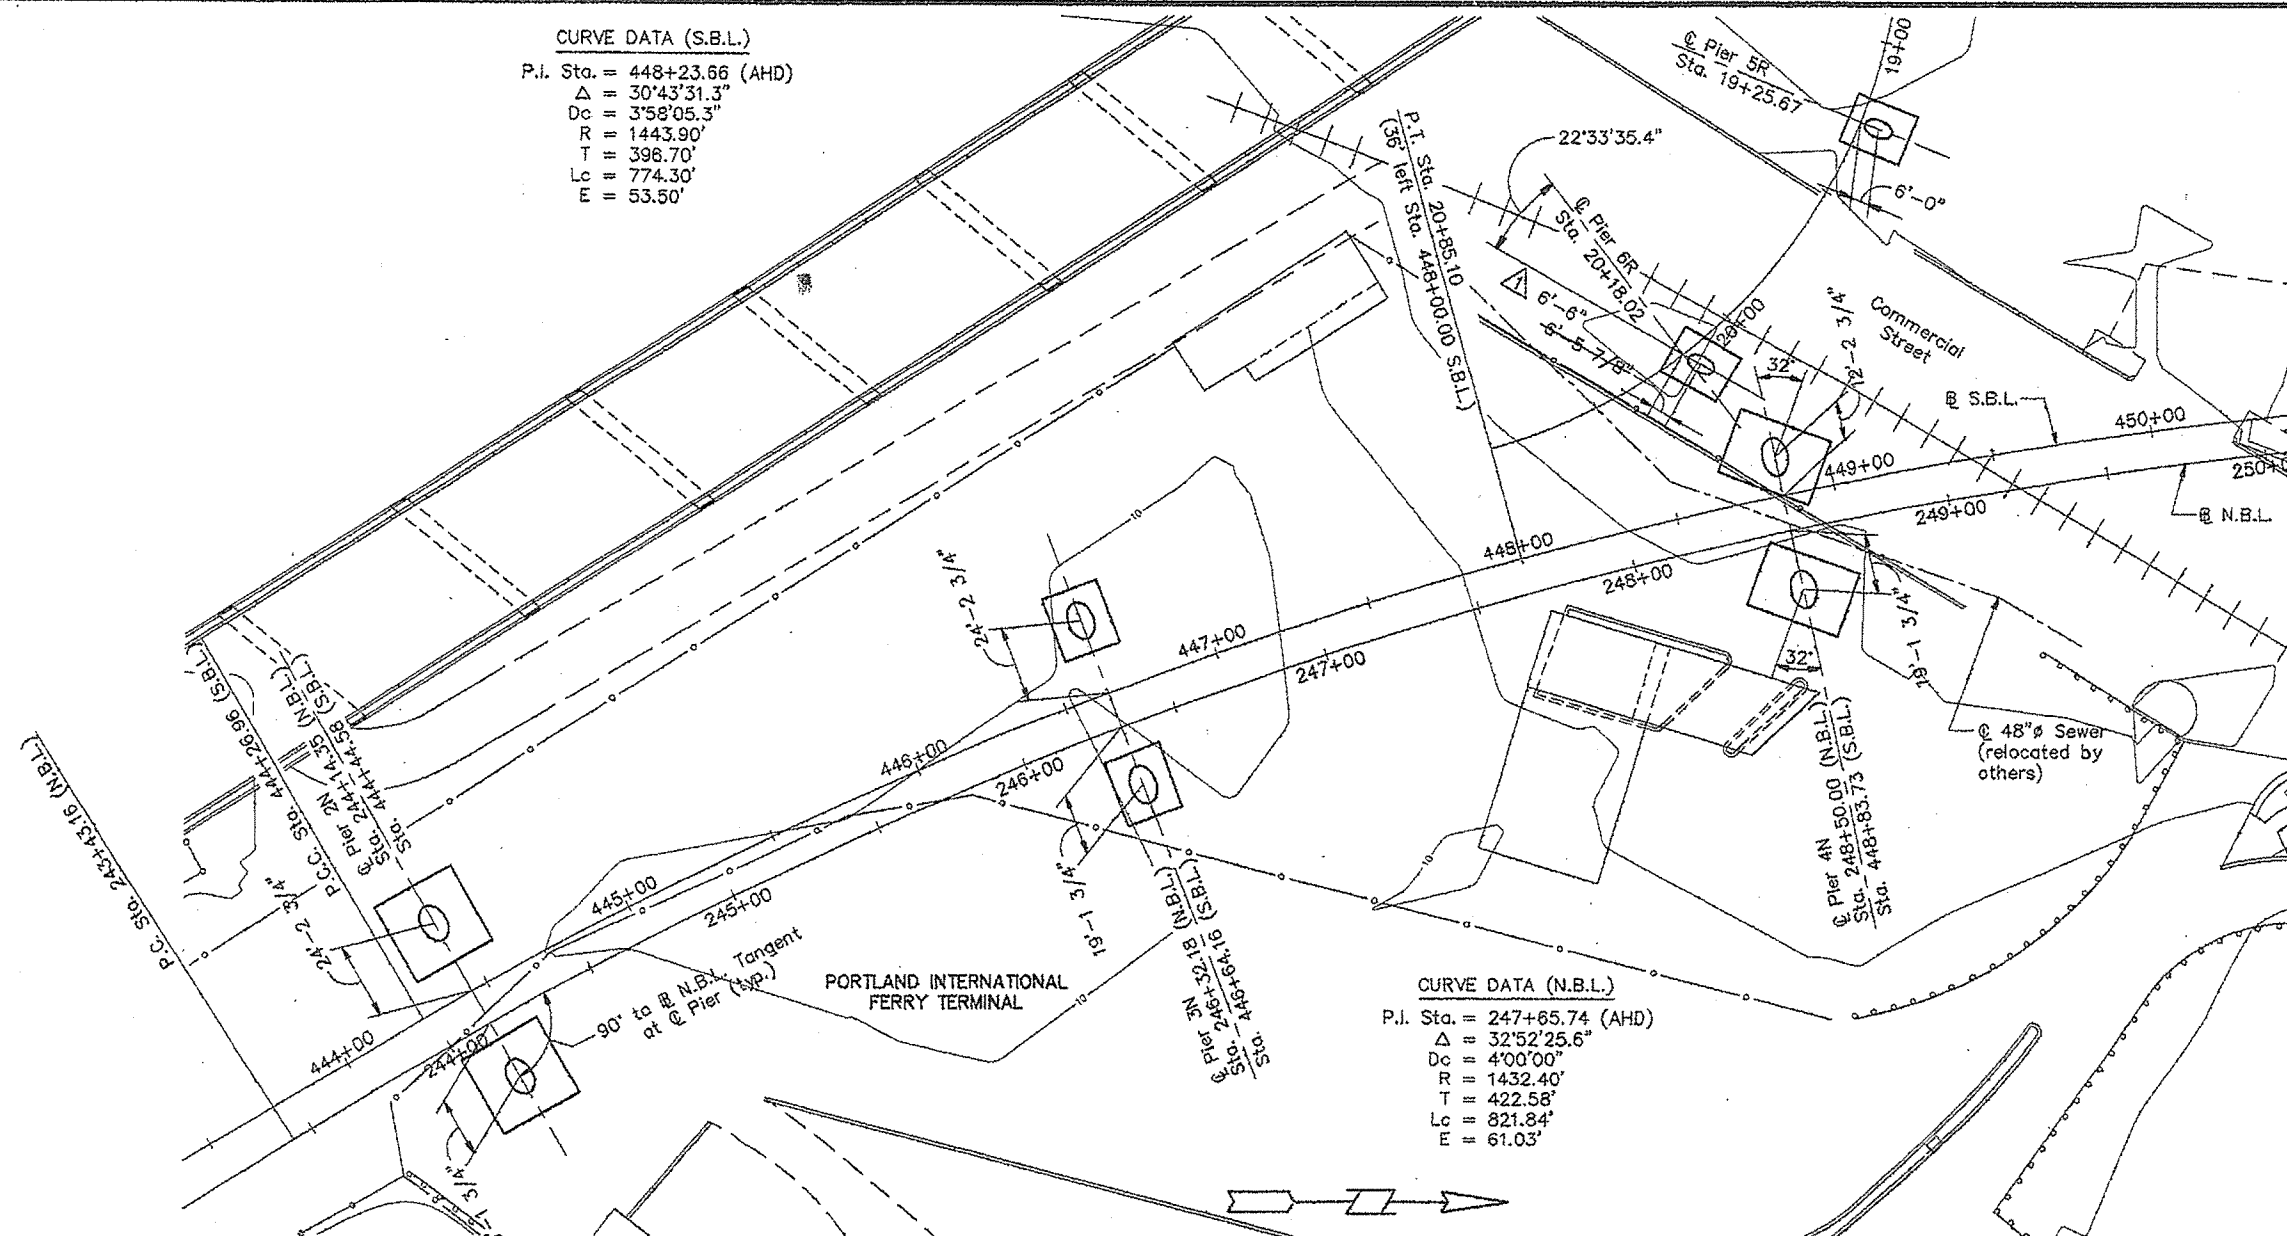 CURVE DATA (S.B.L.)
P.I. Sta. = 448+23.66 (AHD)
Δ = 30°43'31.3"
Dc = 3°58'05.3"
R = 1443.90'
T = 396.70'
Lc = 774.30'
E = 53.50'
℄ Pier 5R
Sta. 19+25.67
19+00
6'-0"
22°33'35.4"
P.T. Sta. 20+85.10
(36' left Sta. 448+00.00 S.B.L.)
℄ Pier 6R
Sta. 20+18.02
1
6'-6"
6'-5 7/8"
20+00
32°
12'-2 3/4"
Commercial
Street
B S.B.L.
450+00
449+00
250+0
249+00
B N.B.L.
448+00
248+00
24'-2 3/4"
447+00
247+00
32°
19'-1 3/4"
℄ 48"ø Sewer
(relocated by
others)
℄ Pier 4N
Sta. 248+50.00 (N.B.L.)
Sta. 448+83.73 (S.B.L.)
446+00
246+00
19'-1 3/4"
℄ Pier 3N
Sta. 246+32.18 (N.B.L.)
Sta. 446+64.16 (S.B.L.)
P.C. Sta. 243+43.16 (N.B.L.)
P.C.C. Sta. 444+26.96 (S.B.L.)
℄ Pier 2N
Sta. 244+14.35 (N.B.L.)
Sta. 444+44.58 (S.B.L.)
24'-2 3/4"
445+00
245+00
90° to B N.B.L. Tangent
at ℄ Pier (typ.)
PORTLAND INTERNATIONAL
FERRY TERMINAL
444+00
244+00
-1 3/4"
10
10
10
CURVE DATA (N.B.L.)
P.I. Sta. = 247+65.74 (AHD)
Δ = 32°52'25.6"
Dc = 4°00'00"
R = 1432.40'
T = 422.58'
Lc = 821.84'
E = 61.03'